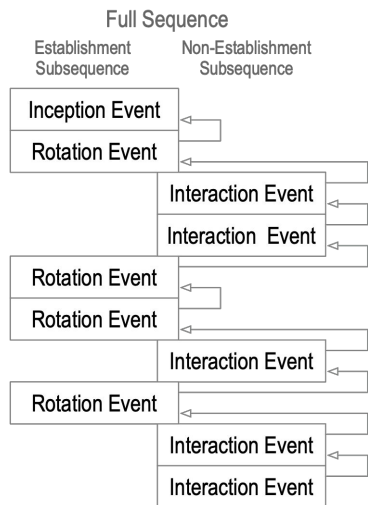 Full Sequence
Establishment Non-Establishment
Subsequence Subsequence
Inception Event
Rotation Event
Interaction Event
Interaction Event
Rotation Event
Rotation Event
Interaction Event
Rotation Event
Interaction Event
Interaction Event